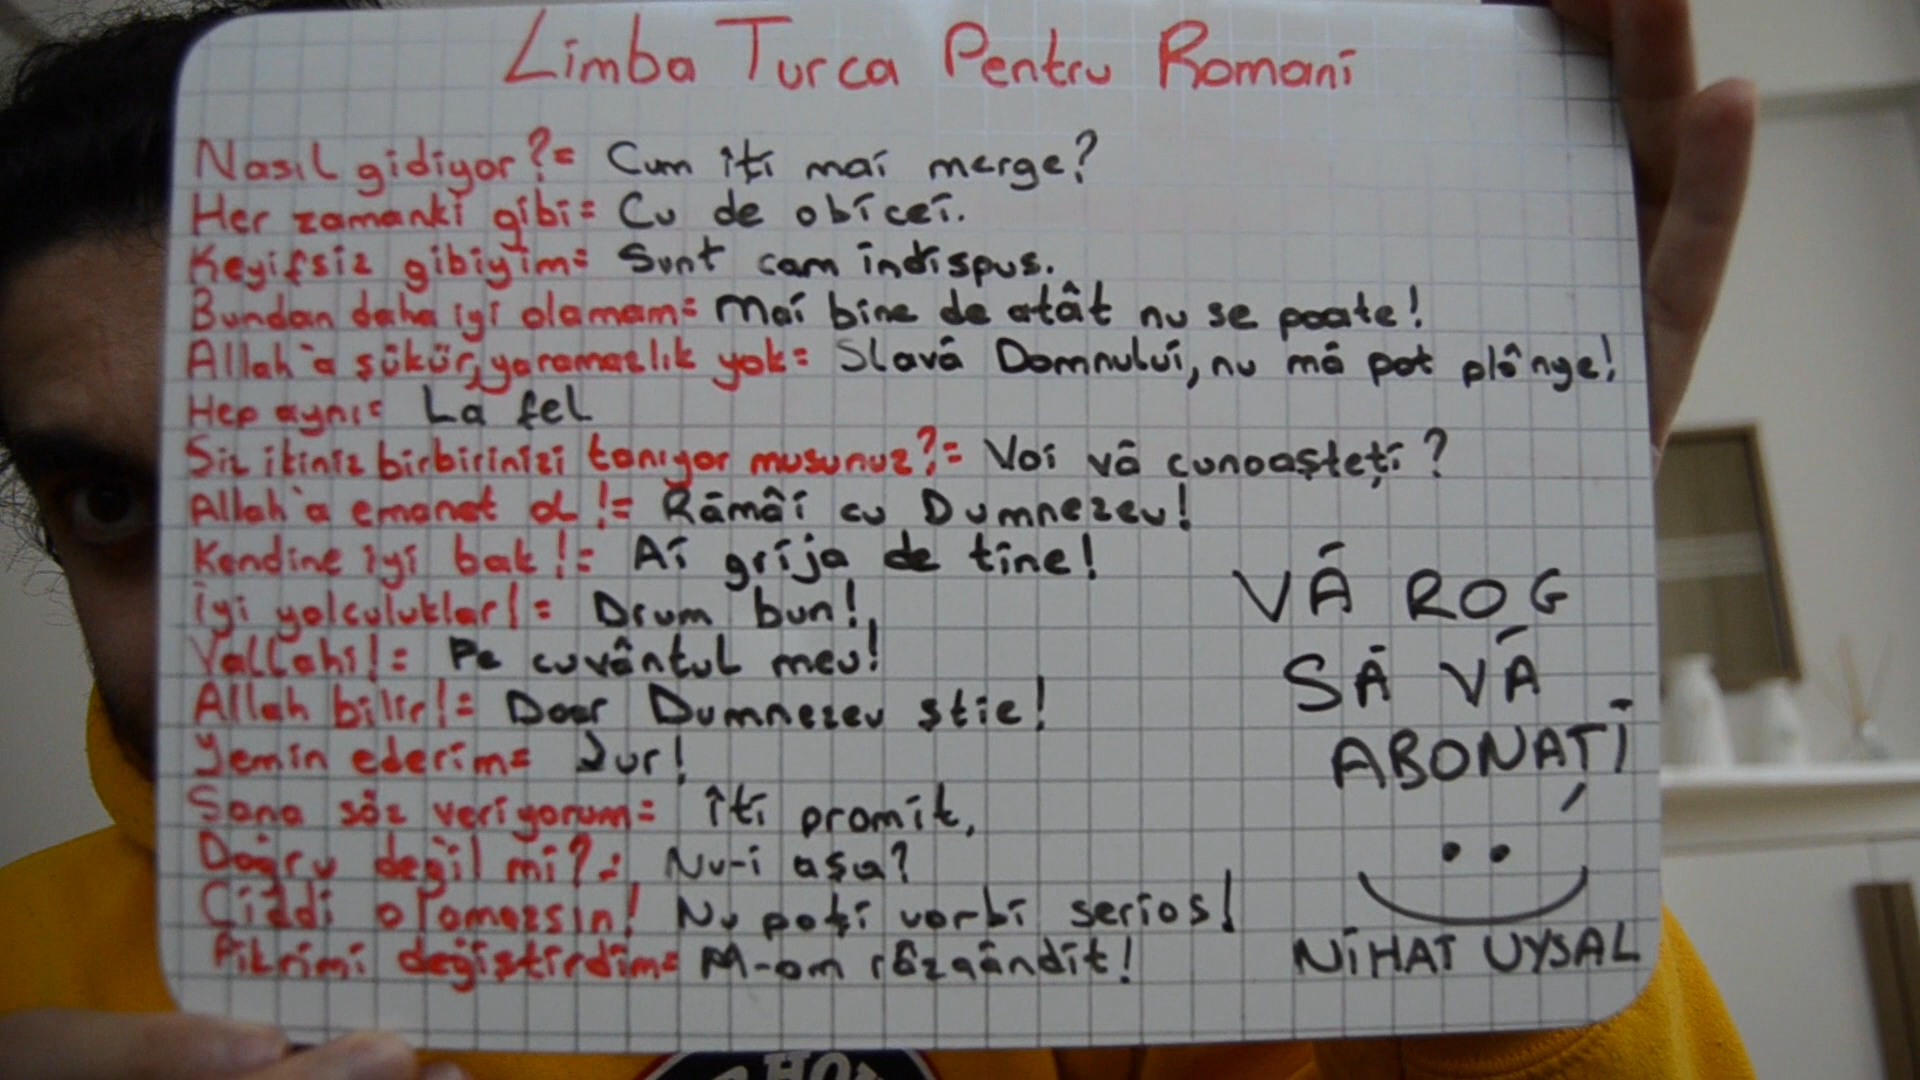 Limba Turca Pentru Romani
Nasıl gidiyor?= Cum îți mai merge?
Her zamanki gibi= Cu de obicei.
Keyifsiz gibiyim= Sunt cam indispus.
Bundan daha iyi olamam= Mai bine de atât nu se poate!
Allah'a şükür, yaramazlık yok= Slavă Domnului, nu mă pot plânge!
Hep aynı= La fel
Siz ikiniz birbirinizi tanıyor musunuz?= Voi vă cunoașteți?
Allah'a emanet ol!= Rămâi cu Dumnezeu!
Kendine iyi bak!= Ai grija de tine!
İyi yolculuklar!= Drum bun!
Vallahi!= Pe cuvântul meu!
Allah bilir!= Doar Dumnezeu știe!
Yemin ederim= Jur!
Sana söz veriyorum= îti promit,
Doğru değil mi?= Nu-i așa?
Ciddi olamazsın! Nu poți vorbi serios!
Fikrimi değiştirdim= M-am răzgândit!
VĂ ROG
SĂ VĂ
ABONAȚI
NİHAT UYSAL
HO